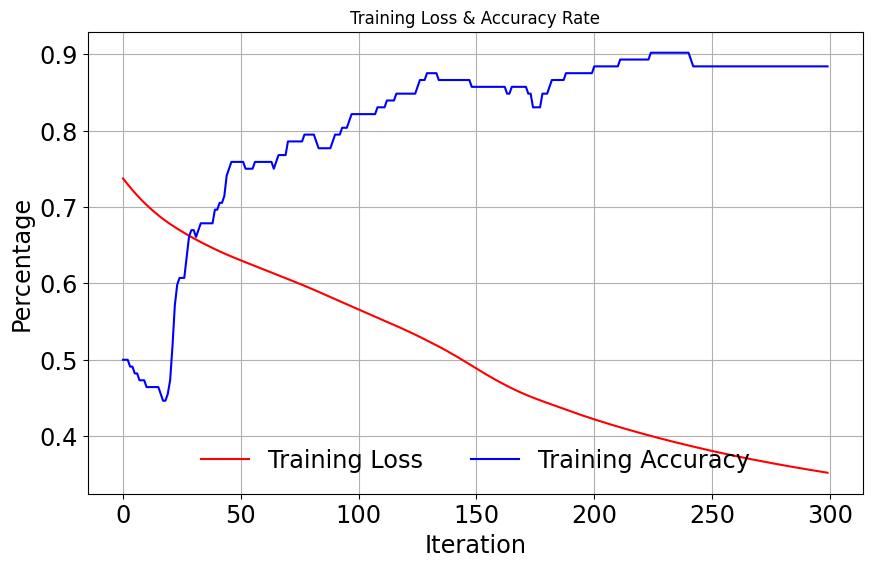 Training Loss & Accuracy Rate
0.9
0.8
0.7
0.6
0.5
0.4
Percentage
Training Loss
Training Accuracy
0 50 100 150 200 250 300
Iteration